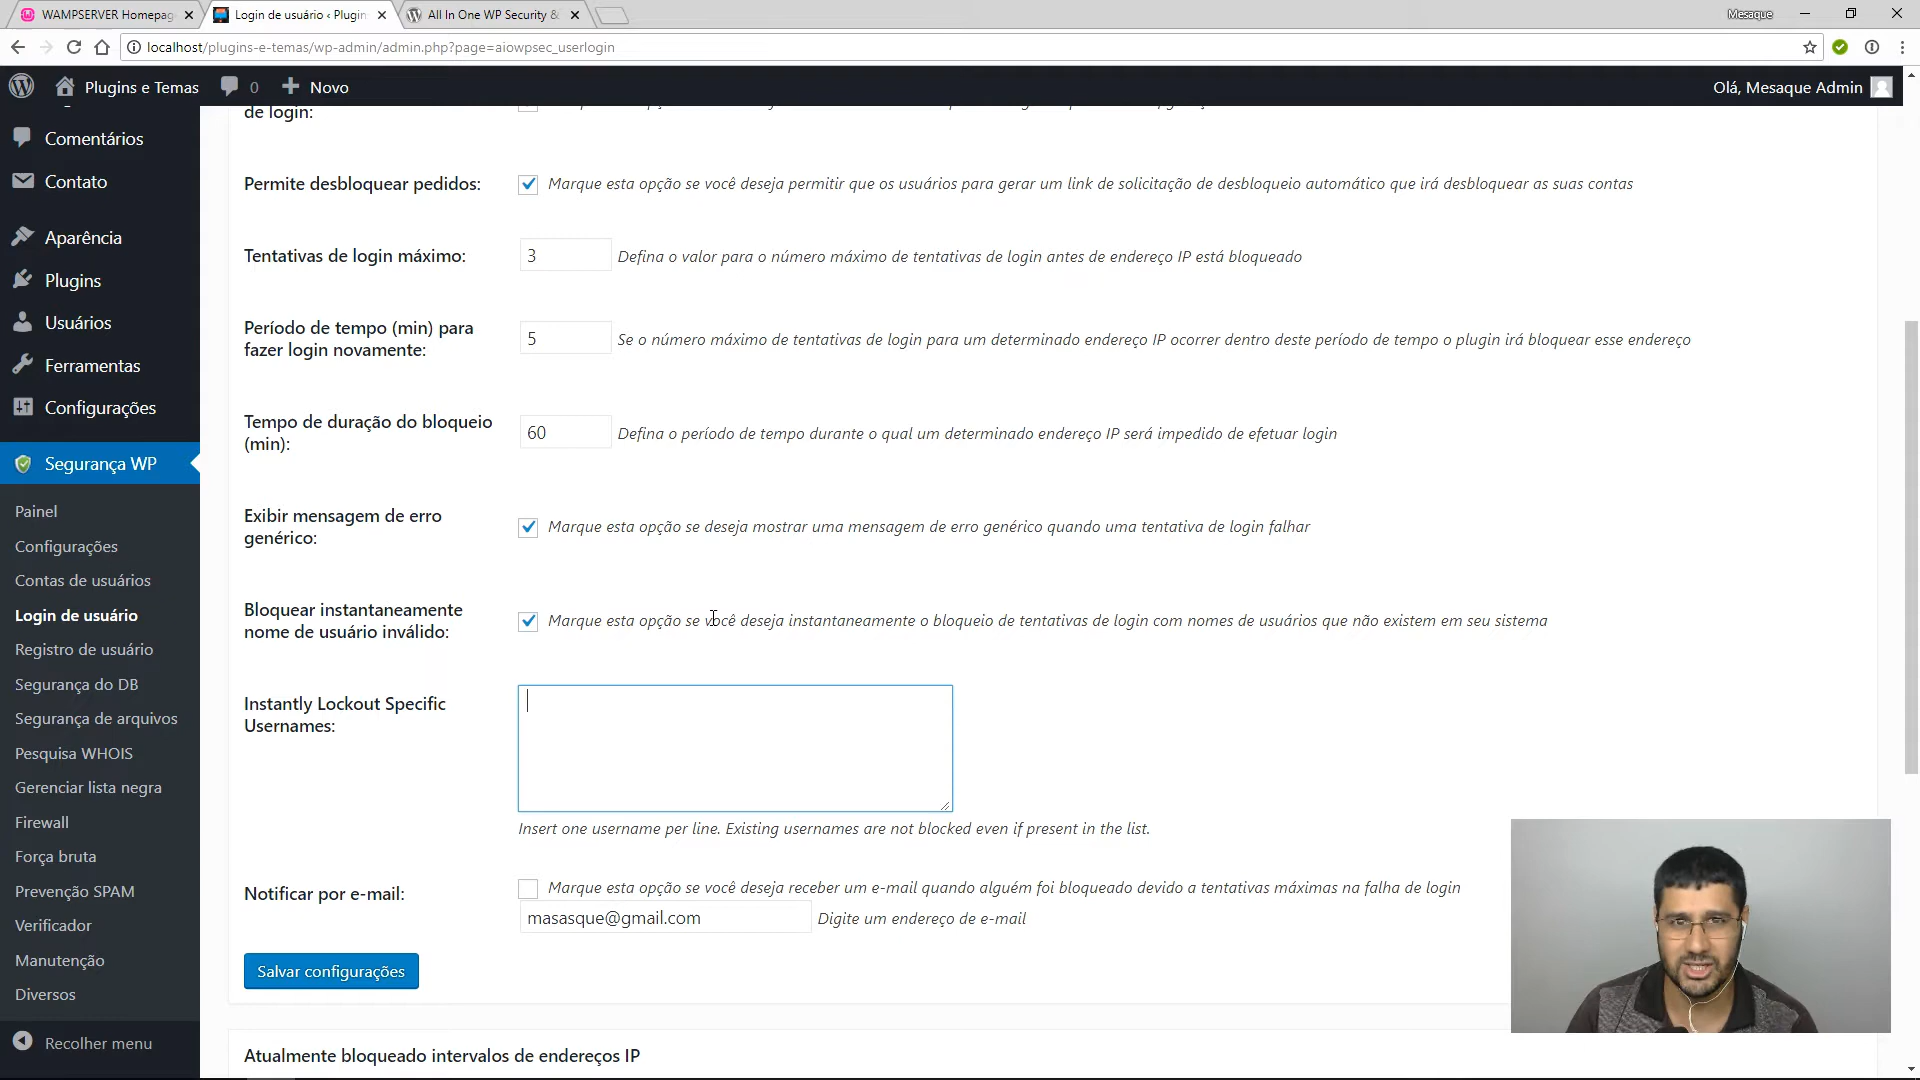 WAMPSERVER Homepag
Login de usuário ‹ Plugin
All In One WP Security &
Mesaque
localhost/plugins-e-temas/wp-admin/admin.php?page=aiowpsec_userlogin
Plugins e Temas
0
Novo
Olá, Mesaque Admin
Comentários
Contato
Aparência
Plugins
Usuários
Ferramentas
Configurações
Segurança WP
Painel
Configurações
Contas de usuários
Login de usuário
Registro de usuário
Segurança do DB
Segurança de arquivos
Pesquisa WHOIS
Gerenciar lista negra
Firewall
Força bruta
Prevenção SPAM
Verificador
Manutenção
Diversos
Recolher menu
de login:
Permite desbloquear pedidos:
Marque esta opção se você deseja permitir que os usuários para gerar um link de solicitação de desbloqueio automático que irá desbloquear as suas contas
Tentativas de login máximo:
3
Defina o valor para o número máximo de tentativas de login antes de endereço IP está bloqueado
Período de tempo (min) para
fazer login novamente:
5
Se o número máximo de tentativas de login para um determinado endereço IP ocorrer dentro deste período de tempo o plugin irá bloquear esse endereço
Tempo de duração do bloqueio
(min):
60
Defina o período de tempo durante o qual um determinado endereço IP será impedido de efetuar login
Exibir mensagem de erro
genérico:
Marque esta opção se deseja mostrar uma mensagem de erro genérico quando uma tentativa de login falhar
Bloquear instantaneamente
nome de usuário inválido:
Marque esta opção se você deseja instantaneamente o bloqueio de tentativas de login com nomes de usuários que não existem em seu sistema
Instantly Lockout Specific
Usernames:
Insert one username per line. Existing usernames are not blocked even if present in the list.
Notificar por e-mail:
Marque esta opção se você deseja receber um e-mail quando alguém foi bloqueado devido a tentativas máximas na falha de login
masasque@gmail.com
Digite um endereço de e-mail
Salvar configurações
Atualmente bloqueado intervalos de endereços IP